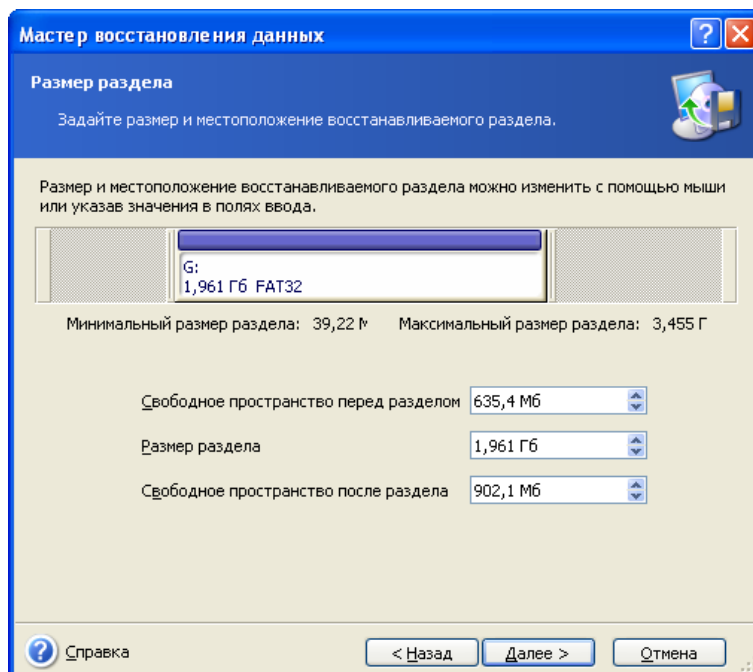 Мастер восстановления данных
Размер раздела
Задайте размер и местоположение восстанавливаемого раздела.
Размер и местоположение восстанавливаемого раздела можно изменить с помощью мыши
или указав значения в полях ввода.
G:
1,961 Гб FAT32
Минимальный размер раздела: 39,22 М Максимальный размер раздела: 3,455 Г
Свободное пространство перед разделом 635,4 Мб
Размер раздела 1,961 Гб
Свободное пространство после раздела 902,1 Мб
Справка < Назад Далее > Отмена